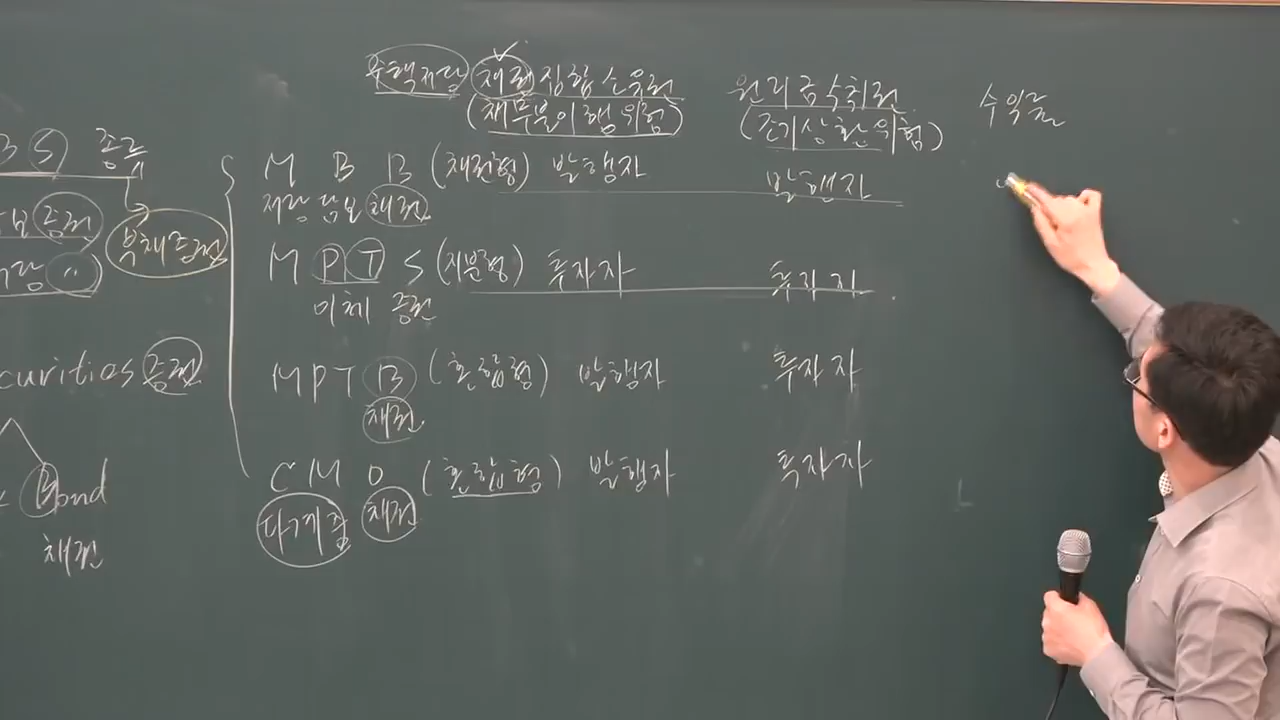 주택저당 채권 집합 소유권 원리금수취권 수익률
(채무불이행위험) (조기상환위험)
BS 종류
MBB (채권형) 발행자 발행자
저당담보 채권
증권
부채증권
MPTS (지분형) 투자자 투자자
이체 증권
curities 증권
MPTB (혼합형) 발행자 투자자
채권
CMO (혼합형) 발행자 투자자
Bond
다계층 채권
채권